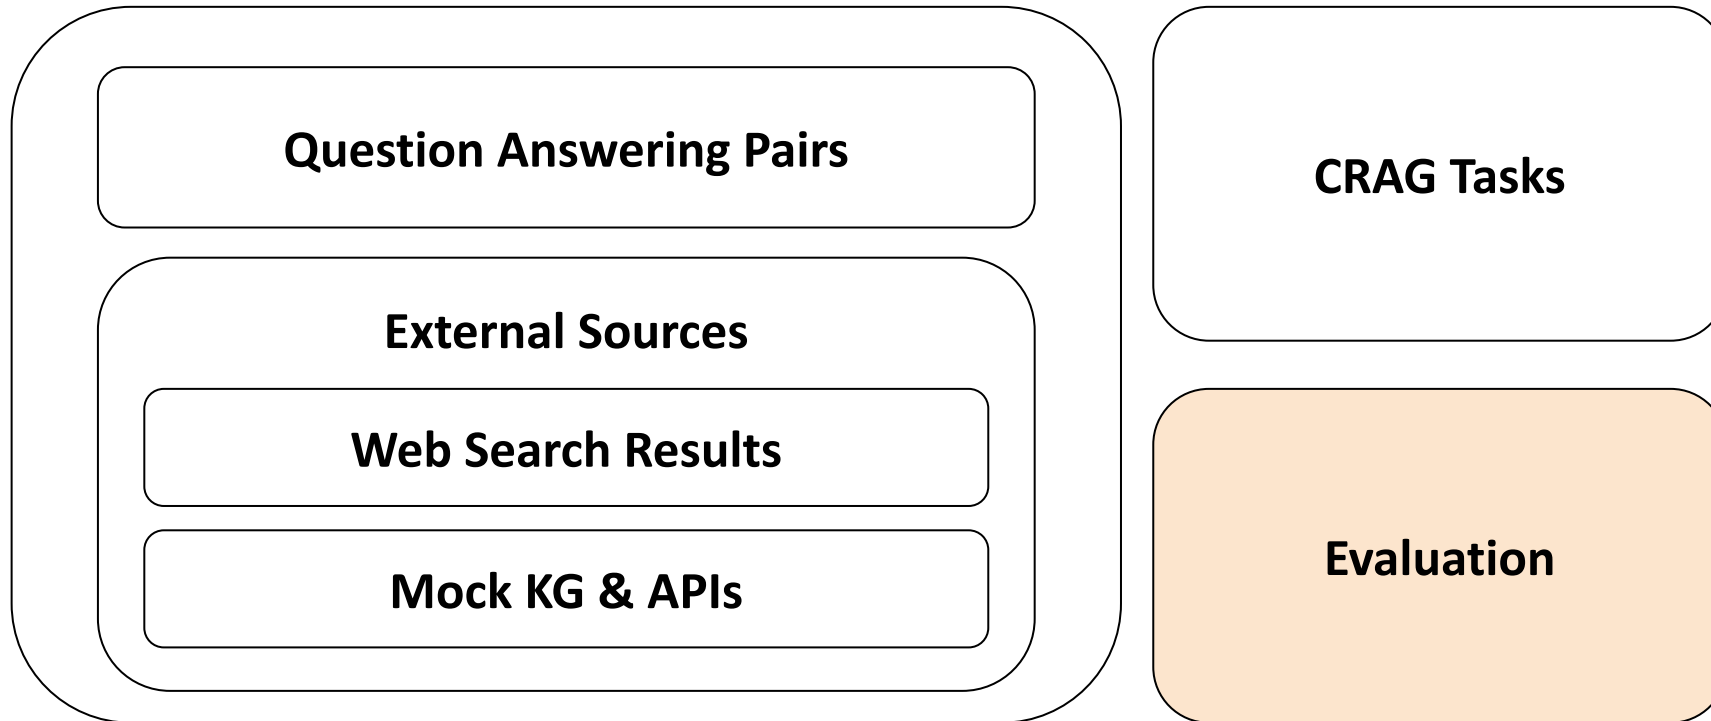 Question Answering Pairs
External Sources
Web Search Results
Mock KG & APIs
CRAG Tasks
Evaluation